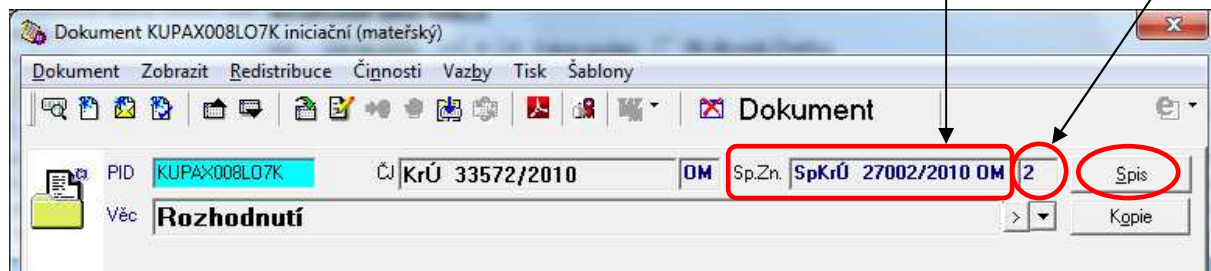 Dokument KUPAX008LO7K iniciační (mateřský)
Dokument Zobrazit Redistribuce Činnosti Vazby Tisk Šablony
Dokument
PID KUPAX008LO7K ČJ KrÚ 33572/2010 OM Sp.Zn. SpKrÚ 27002/2010 OM 2 Spis
Věc Rozhodnutí Kopie